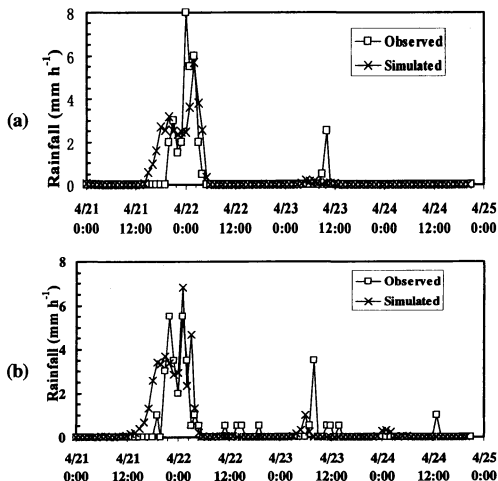 (a)
Rainfall (mm h⁻¹)
8
6
4
2
0
Observed
Simulated
4/21 4/21 4/22 4/22 4/23 4/23 4/24 4/24 4/25
0:00 12:00 0:00 12:00 0:00 12:00 0:00 12:00 0:00
(b)
Rainfall (mm h⁻¹)
8
6
4
2
0
Observed
Simulated
4/21 4/21 4/22 4/22 4/23 4/23 4/24 4/24 4/25
0:00 12:00 0:00 12:00 0:00 12:00 0:00 12:00 0:00